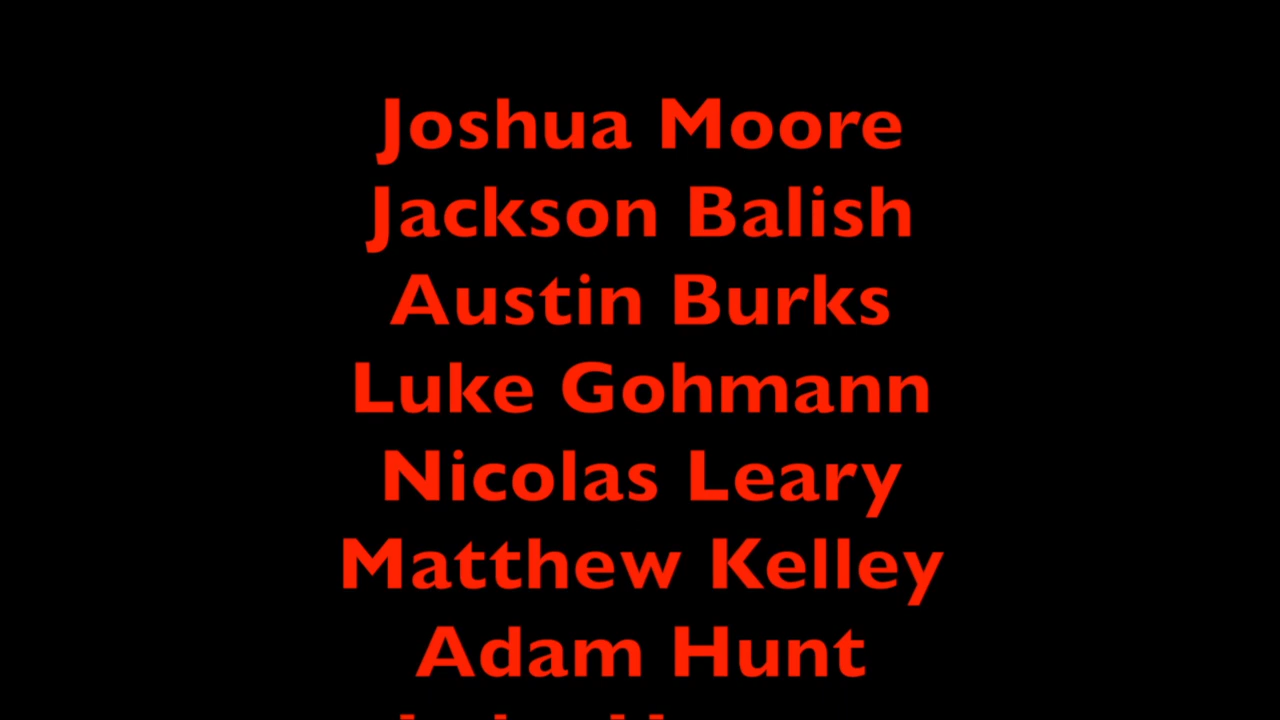 Joshua Moore
Jackson Balish
Austin Burks
Luke Gohmann
Nicolas Leary
Matthew Kelley
Adam Hunt